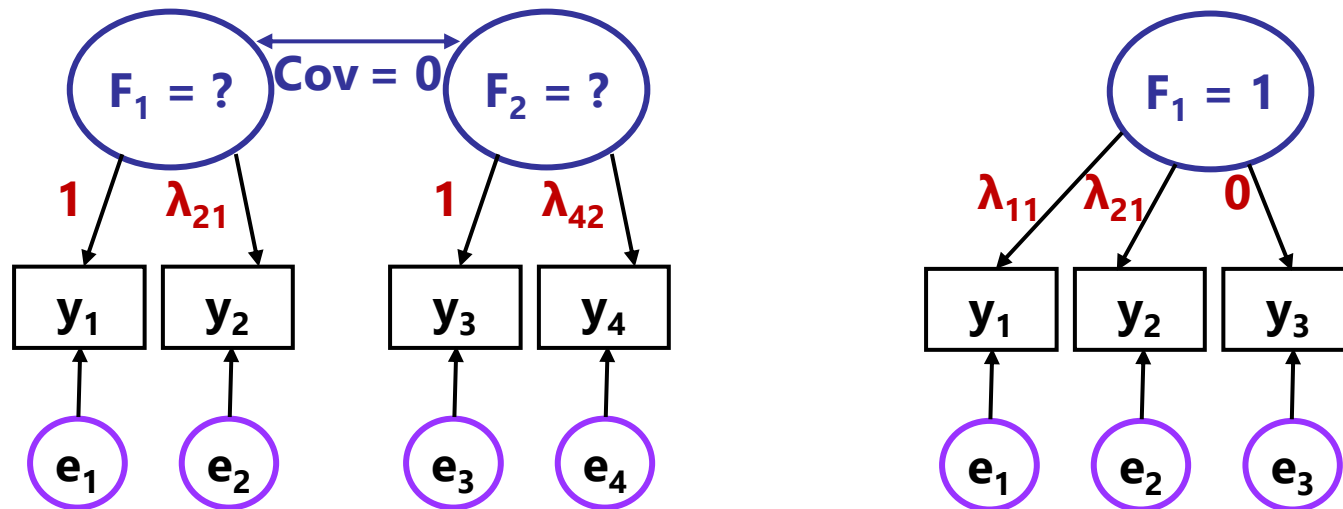 F₁ = ?
Cov = 0
F₂ = ?
1
λ₂₁
1
λ₄₂
y₁
y₂
y₃
y₄
e₁
e₂
e₃
e₄
F₁ = 1
λ₁₁
λ₂₁
0
y₁
y₂
y₃
e₁
e₂
e₃